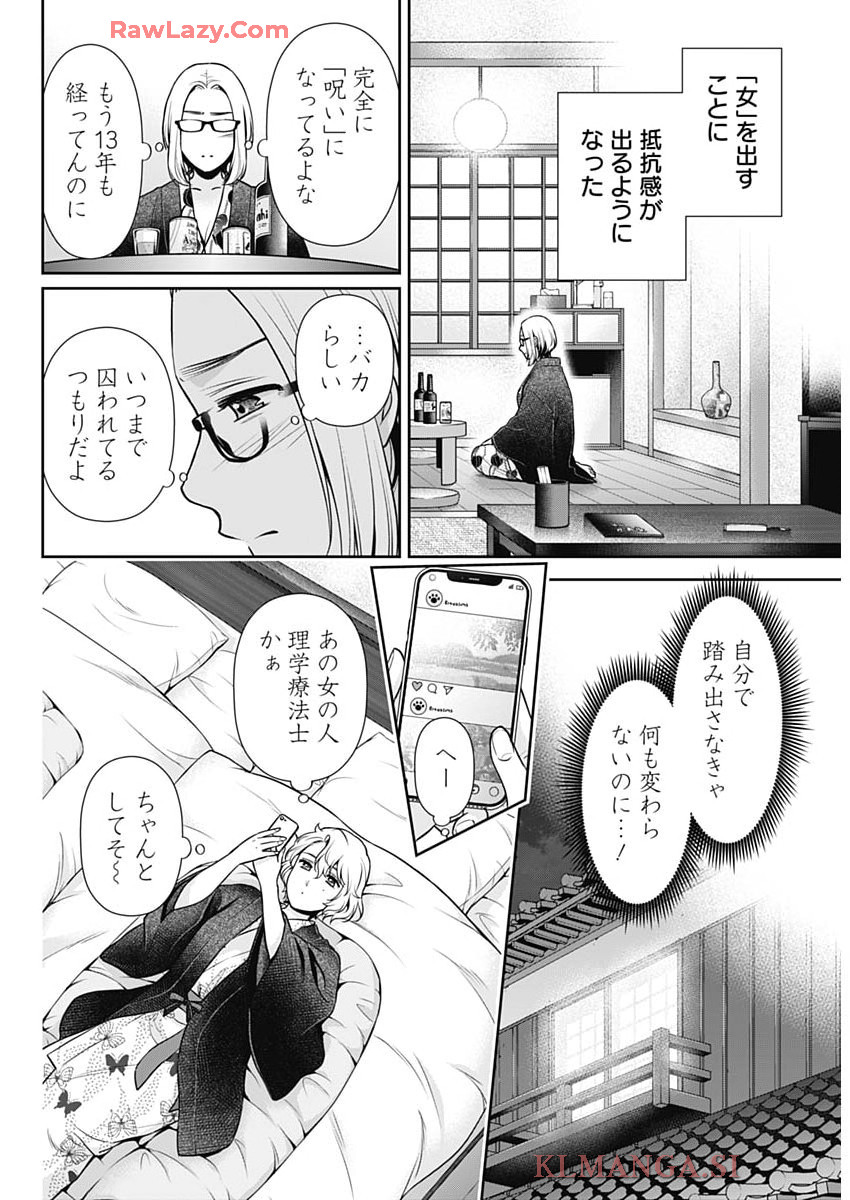 RawLazy.Com
RawLazy.Com
「女」を出す
ことに
抵抗感が
出るように
なった
完全に
「呪い」に
なってるよな
もう13年も
経ってんのに
…バカ
らしい
いつまで
囚われてる
つもりだよ
自分で
踏み出さなきゃ
何も変わら
ないのに…！
へー
あの女の人
理学療法士
かぁ
ちゃんと
してそ〜
KLMANGA.SI